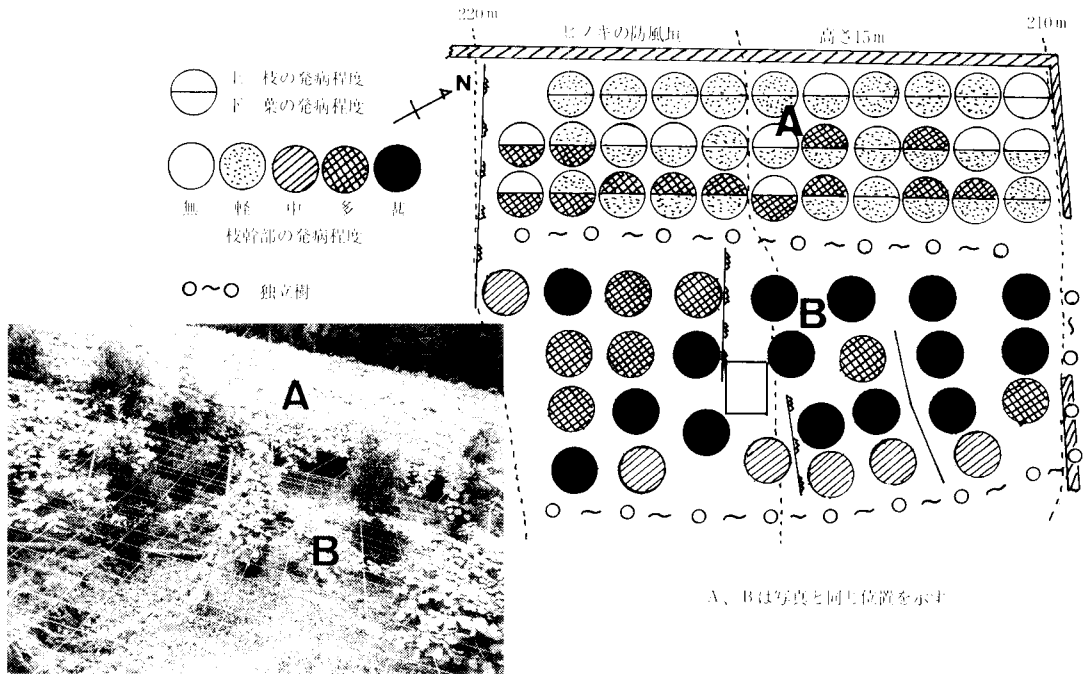 220m
ヒノキの防風垣
高さ15m
210m
上 枝の発病程度
下 葉の発病程度
N
無 軽 中 多 甚
枝幹部の発病程度
○~○ 独立樹
A
B
A
B
A、Bは写真と同じ位置を示す